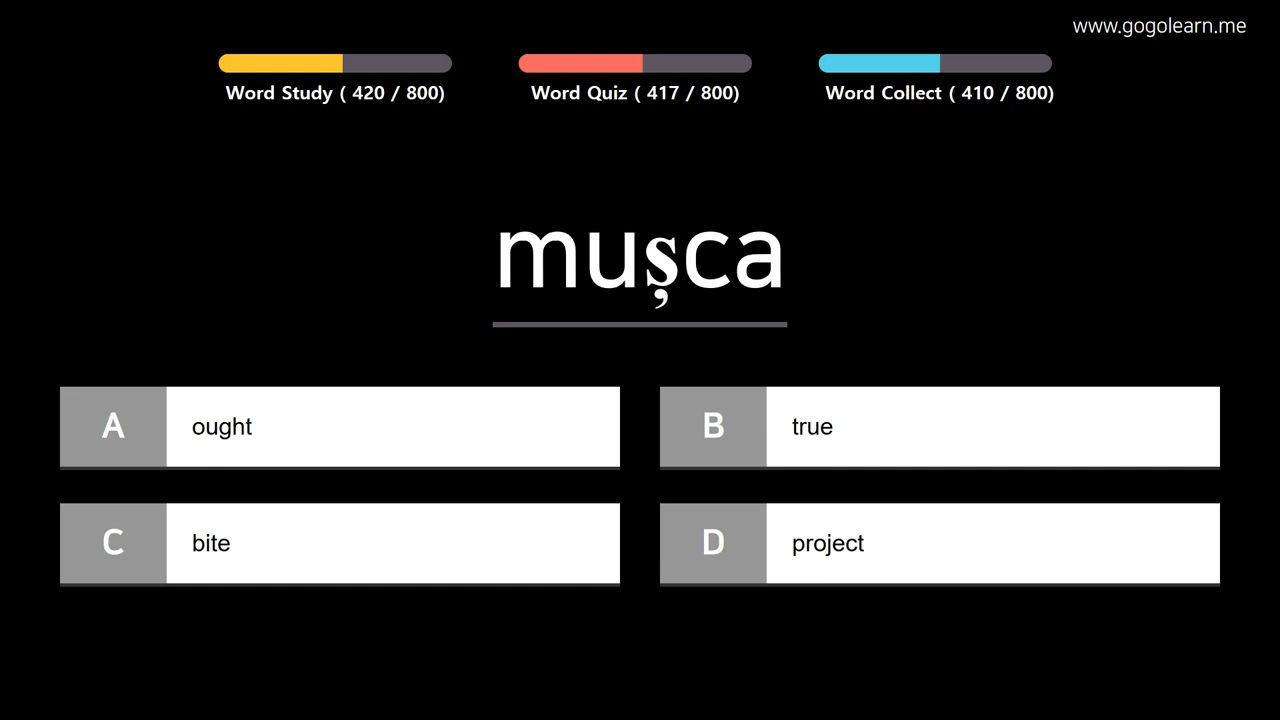 www.gogolearn.me
Word Study ( 420 / 800)
Word Quiz ( 417 / 800)
Word Collect ( 410 / 800)
mușca
A ought
B true
C bite
D project